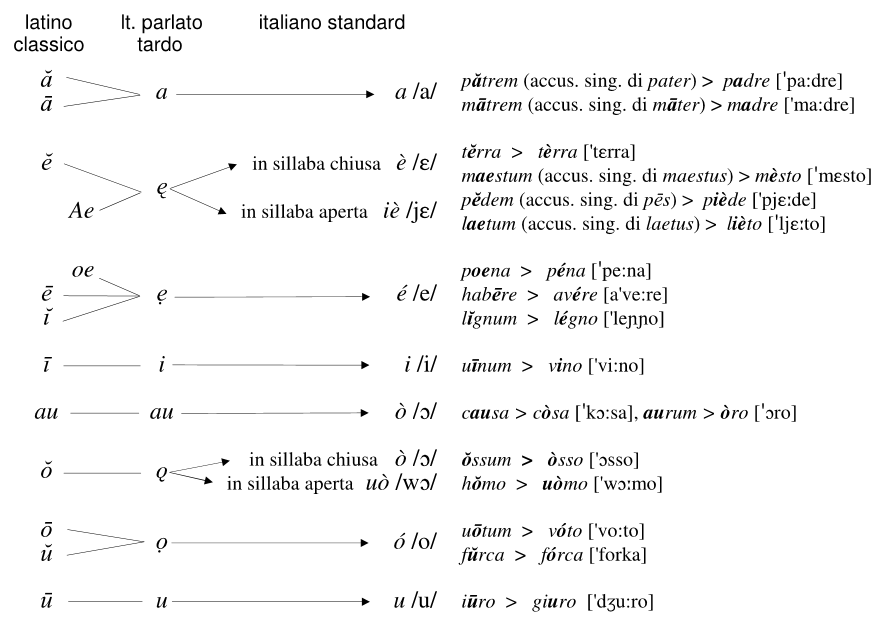 latino classico lt. parlato tardo italiano standard
ă a a /a/ pătrem (accus. sing. di pater) > padre ['pa:dre]
ā mātrem (accus. sing. di māter) > madre ['ma:dre]
ĕ in sillaba chiusa è /ɛ/ tĕrra > tèrra ['tɛrra]
ę maestum (accus. sing. di maestus) > mèsto ['mɛsto]
Ae in sillaba aperta iè /jɛ/ pĕdem (accus. sing. di pēs) > piède ['pjɛ:de]
laetum (accus. sing. di laetus) > lièto ['ljɛ:to]
oe poena > péna ['pe:na]
ē ẹ é /e/ habēre > avére [a've:re]
ĭ lĭgnum > légno ['leɲɲo]
ī i i /i/ uīnum > vino ['vi:no]
au au ò /ɔ/ causa > còsa ['kɔ:sa], aurum > òro ['ɔro]
ŏ ǫ in sillaba chiusa ò /ɔ/ ŏssum > òsso ['ɔsso]
in sillaba aperta uò /wɔ/ hŏmo > uòmo ['wɔ:mo]
ō ọ ó /o/ uōtum > vóto ['vo:to]
ŭ fŭrca > fórca ['forka]
ū u u /u/ iūro > giuro ['dʒu:ro]